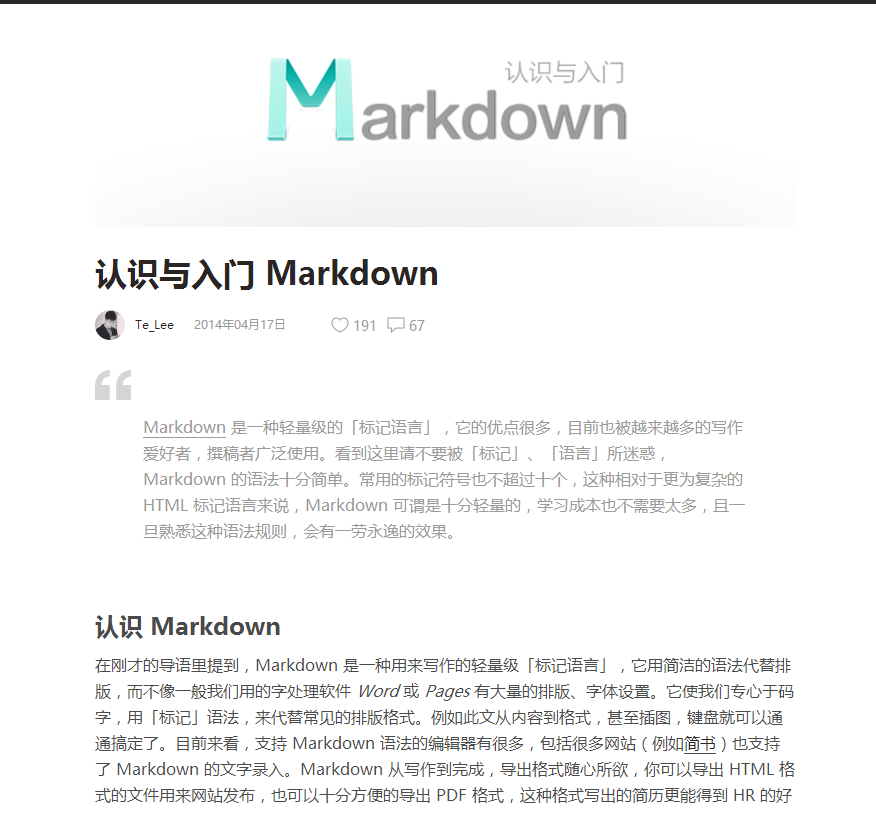 认识与入门
Markdown
认识与入门 Markdown
Te_Lee 2014年04月17日 191 67
Markdown 是一种轻量级的「标记语言」，它的优点很多，目前也被越来越多的写作
爱好者，撰稿者广泛使用。看到这里请不要被「标记」、「语言」所迷惑，
Markdown 的语法十分简单。常用的标记符号也不超过十个，这种相对于更为复杂的
HTML 标记语言来说，Markdown 可谓是十分轻量的，学习成本也不需要太多，且一
旦熟悉这种语法规则，会有一劳永逸的效果。
认识 Markdown
在刚才的导语里提到，Markdown 是一种用来写作的轻量级「标记语言」，它用简洁的语法代替排
版，而不像一般我们用的字处理软件 Word 或 Pages 有大量的排版、字体设置。它使我们专心于码
字，用「标记」语法，来代替常见的排版格式。例如此文从内容到格式，甚至插图，键盘就可以通
通搞定了。目前来看，支持 Markdown 语法的编辑器有很多，包括很多网站（例如简书）也支持
了 Markdown 的文字录入。Markdown 从写作到完成，导出格式随心所欲，你可以导出 HTML 格
式的文件用来网站发布，也可以十分方便的导出 PDF 格式，这种格式写出的简历更能得到 HR 的好